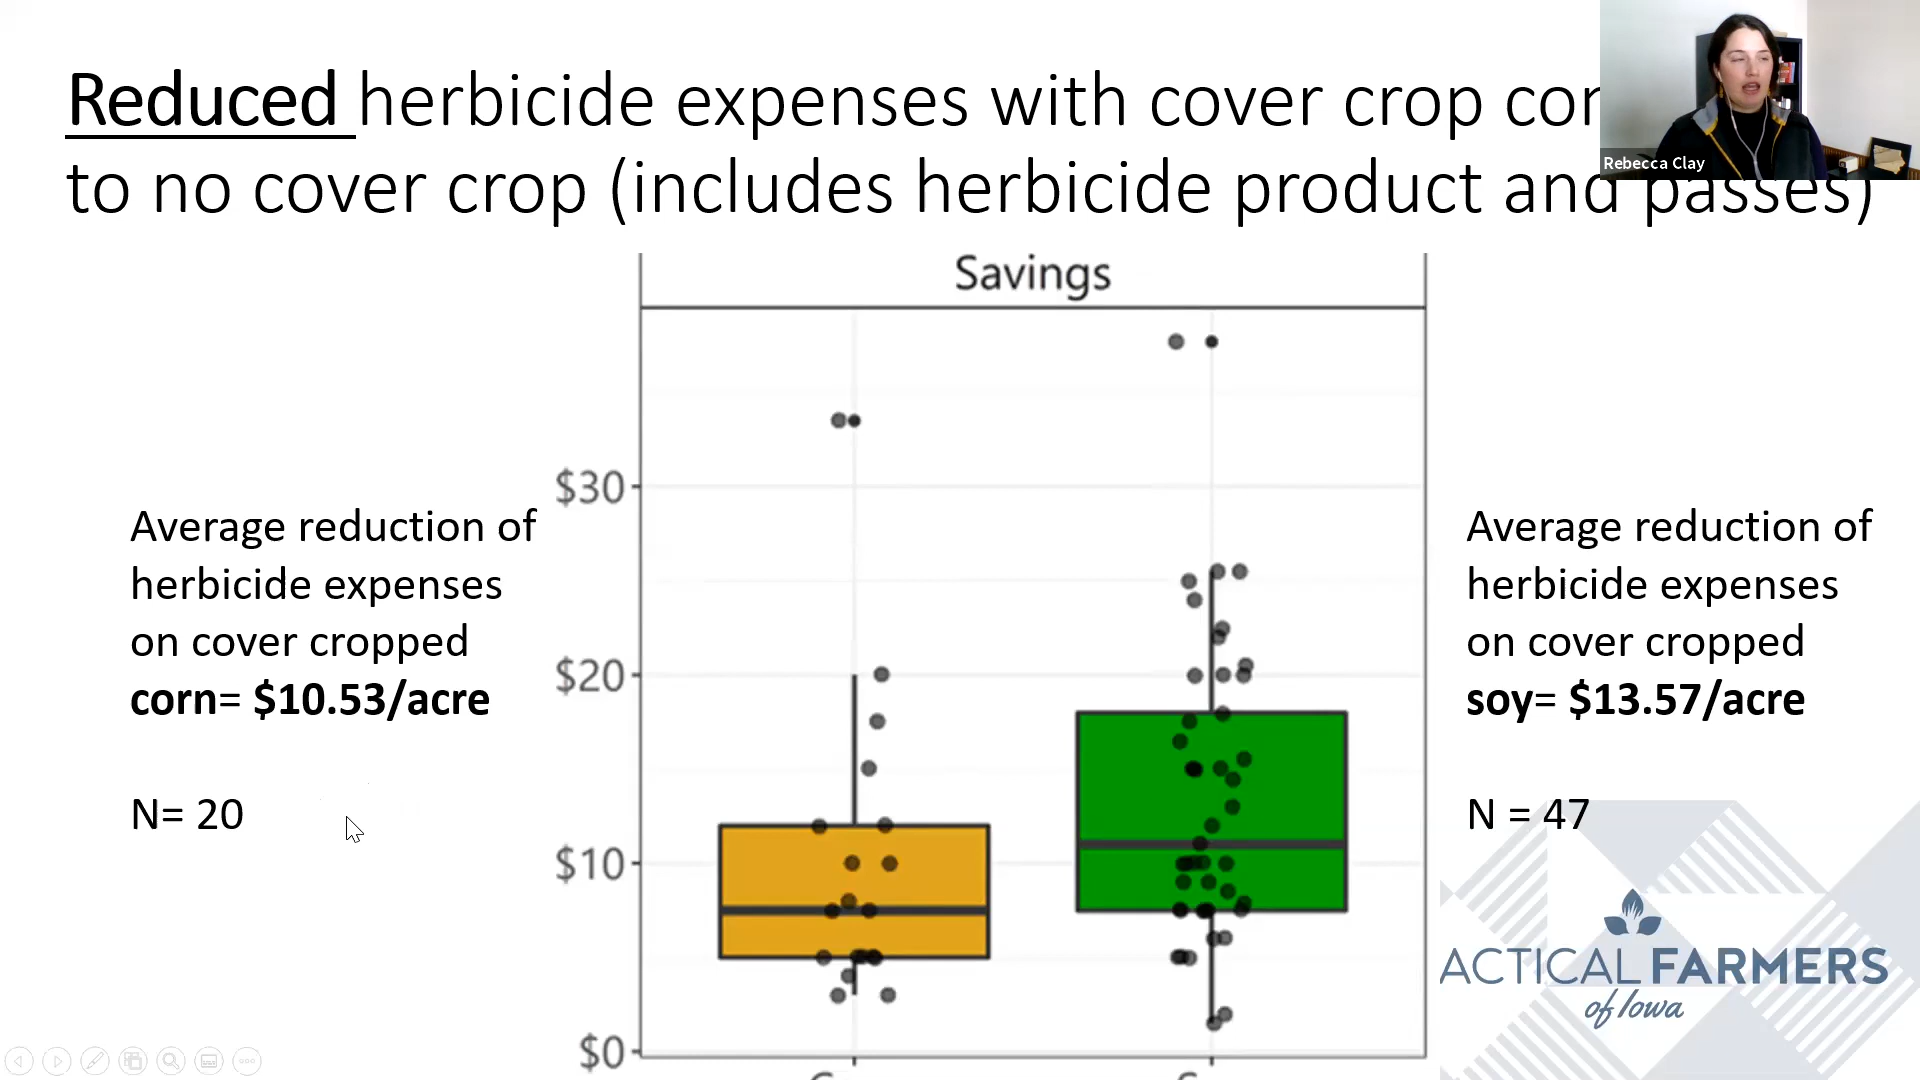 Reduced herbicide expenses with cover crop
to no cover crop (includes herbicide product and passes)
Rebecca Clay
Savings
$30
$20
$10
$0
Average reduction of
herbicide expenses
on cover cropped
corn= $10.53/acre
N= 20
Average reduction of
herbicide expenses
on cover cropped
soy= $13.57/acre
N = 47
ACTICAL FARMERS
of Iowa